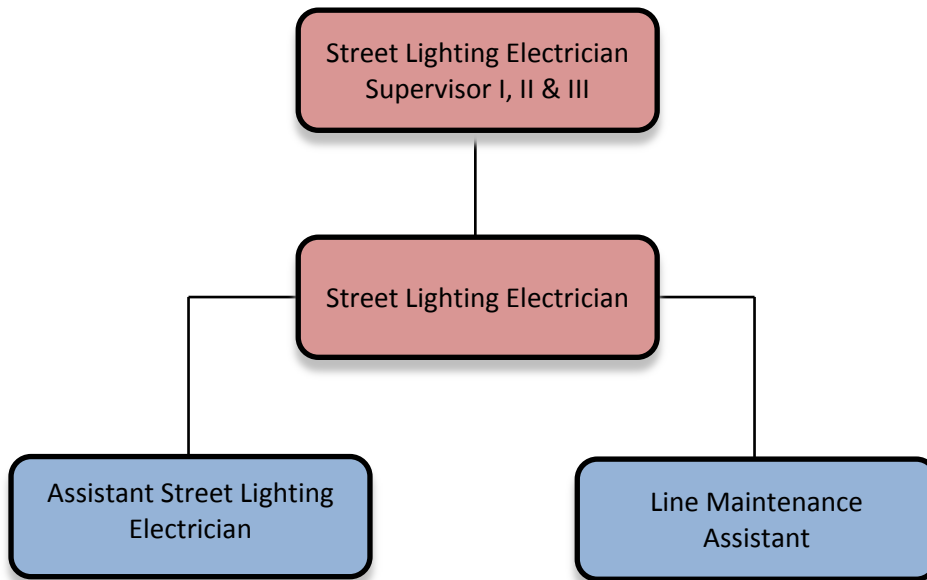 Street Lighting Electrician
Supervisor I, II & III
Street Lighting Electrician
Assistant Street Lighting
Electrician
Line Maintenance
Assistant